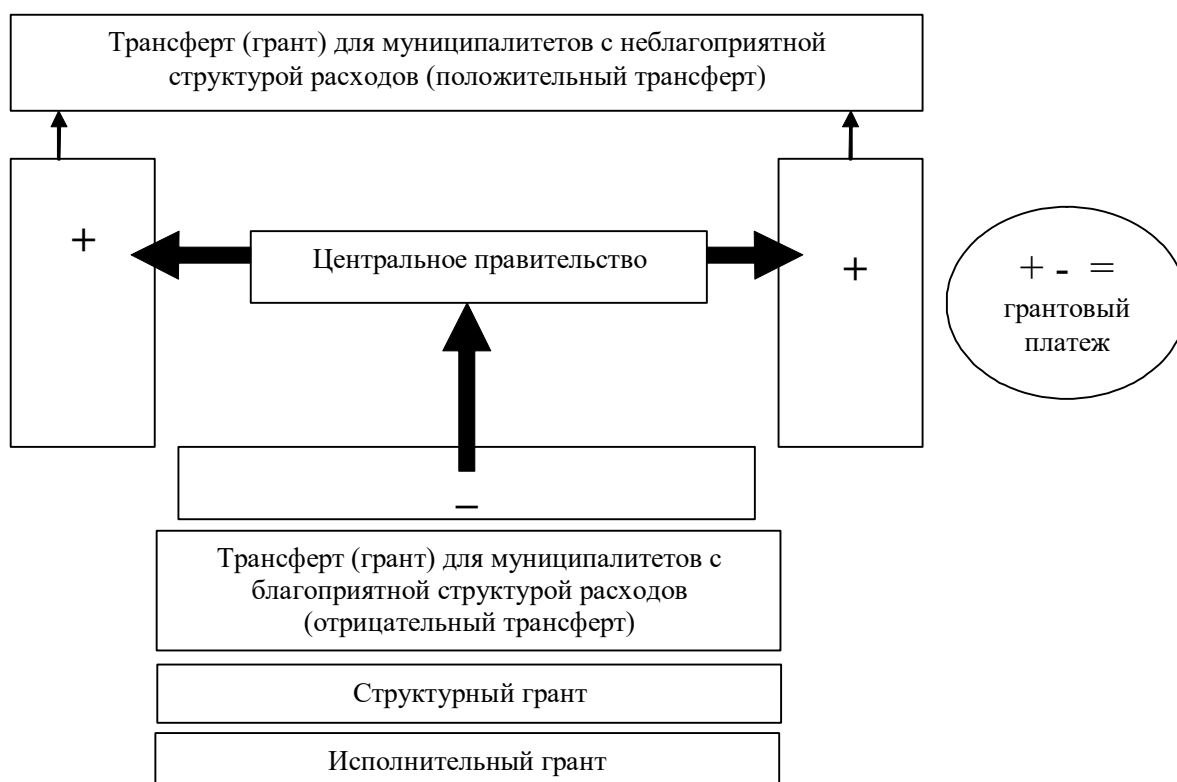 Трансферт (грант) для муниципалитетов с неблагоприятной
структурой расходов (положительный трансферт)
+
Центральное правительство
+
+ - =
грантовый
платеж
–
Трансферт (грант) для муниципалитетов с
благоприятной структурой расходов
(отрицательный трансферт)
Структурный грант
Исполнительный грант